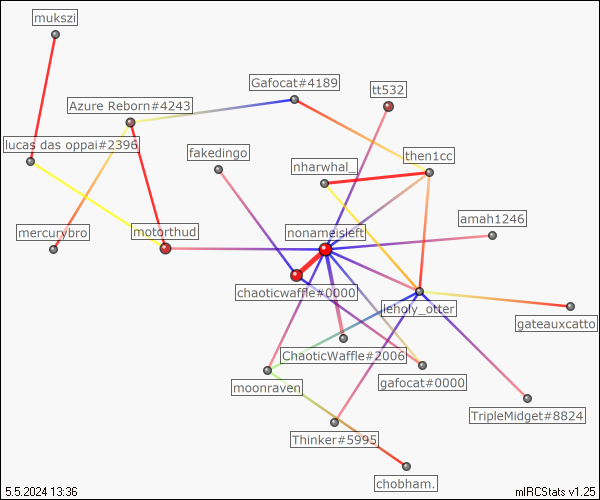 mukszi
Gafocat#4189
tt532
Azure Reborn#4243
lucas das oppai#2396
fakedingo
then1cc
nharwhal_
amah1246
mercurybro
motorthud
nonameisleft
chaoticwaffle#0000
leholy_otter
gateauxcatto
ChaoticWaffle#2006
moonraven
gafocat#0000
TripleMidget#8824
Thinker#5995
chobham.
5.5.2024 13:36
mIRCStats v1.25